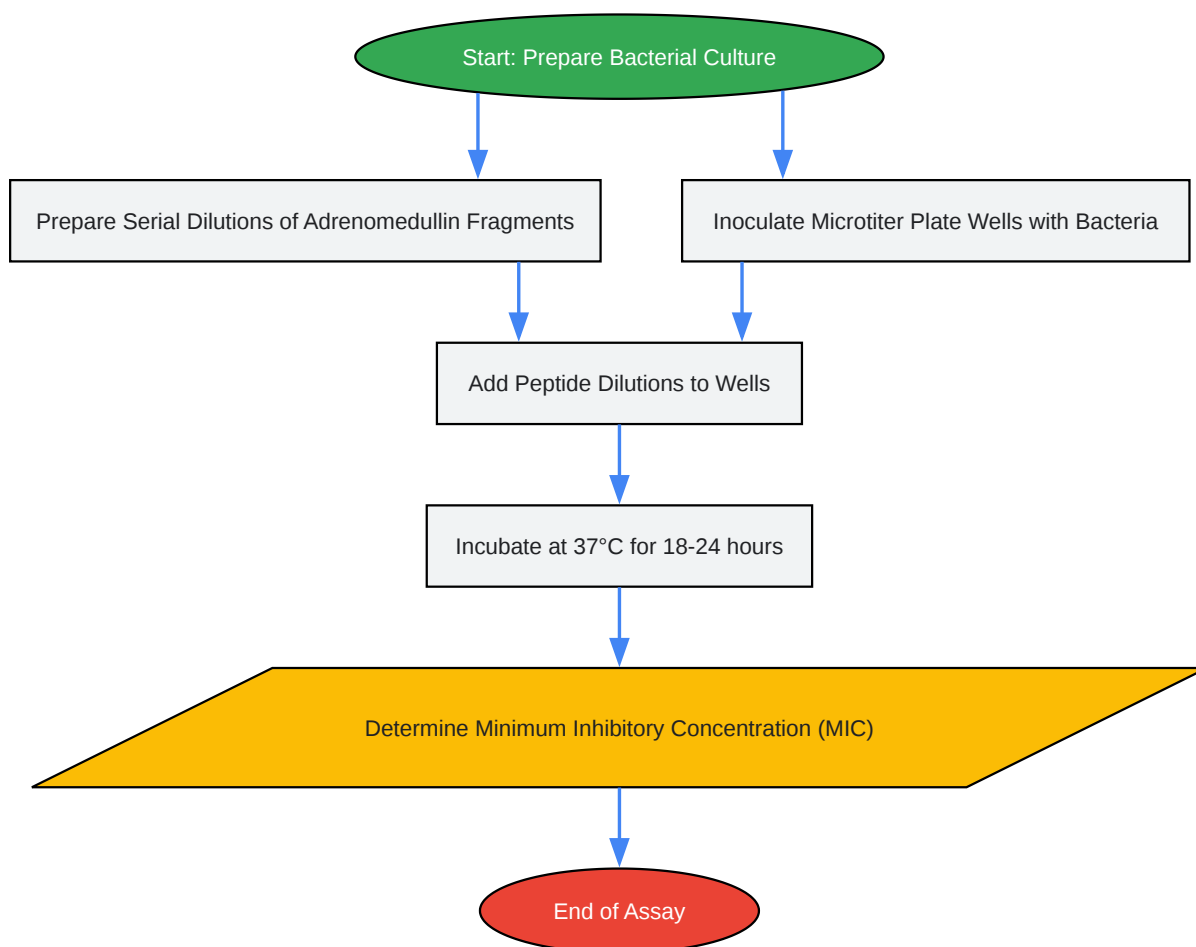 Start: Prepare Bacterial Culture
Prepare Serial Dilutions of Adrenomedullin Fragments
Inoculate Microtiter Plate Wells with Bacteria
Add Peptide Dilutions to Wells
Incubate at 37°C for 18-24 hours
Determine Minimum Inhibitory Concentration (MIC)
End of Assay